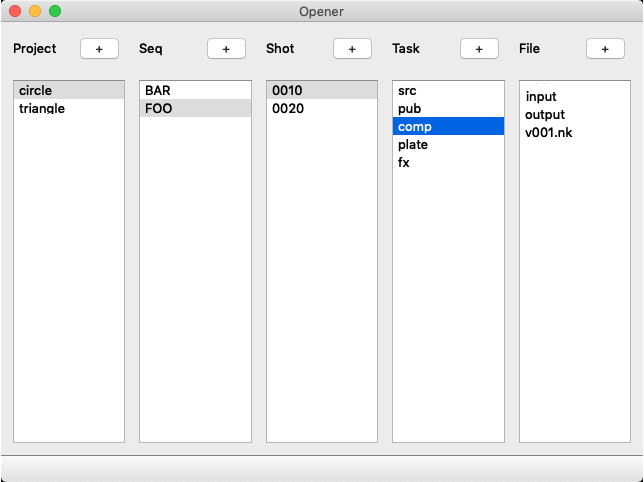 Opener
Project + Seq + Shot + Task + File +
circle
triangle
BAR
FOO
0010
0020
src
pub
comp
plate
fx
input
output
v001.nk